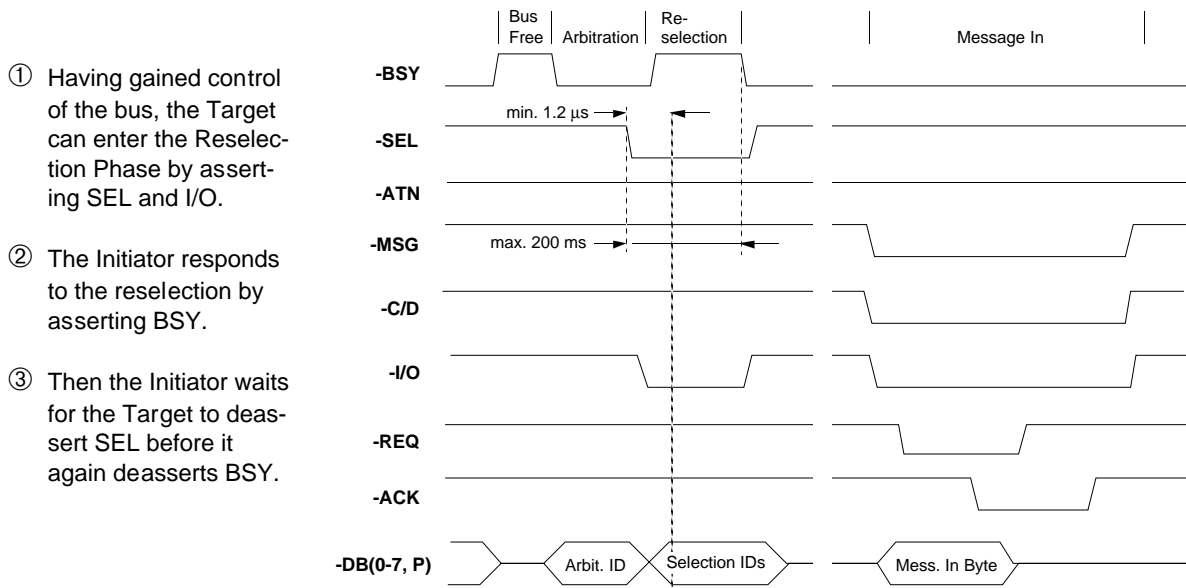 ① Having gained control
of the bus, the Target
can enter the Reselec-
tion Phase by assert-
ing SEL and I/O.
② The Initiator responds
to the reselection by
asserting BSY.
③ Then the Initiator waits
for the Target to deas-
sert SEL before it
again deasserts BSY.
Bus
Free
Arbitration
Re-
selection
Message In
-BSY
min. 1.2 µs
-SEL
-ATN
-MSG
max. 200 ms
-C/D
-I/O
-REQ
-ACK
-DB(0-7, P)
Arbit. ID
Selection IDs
Mess. In Byte